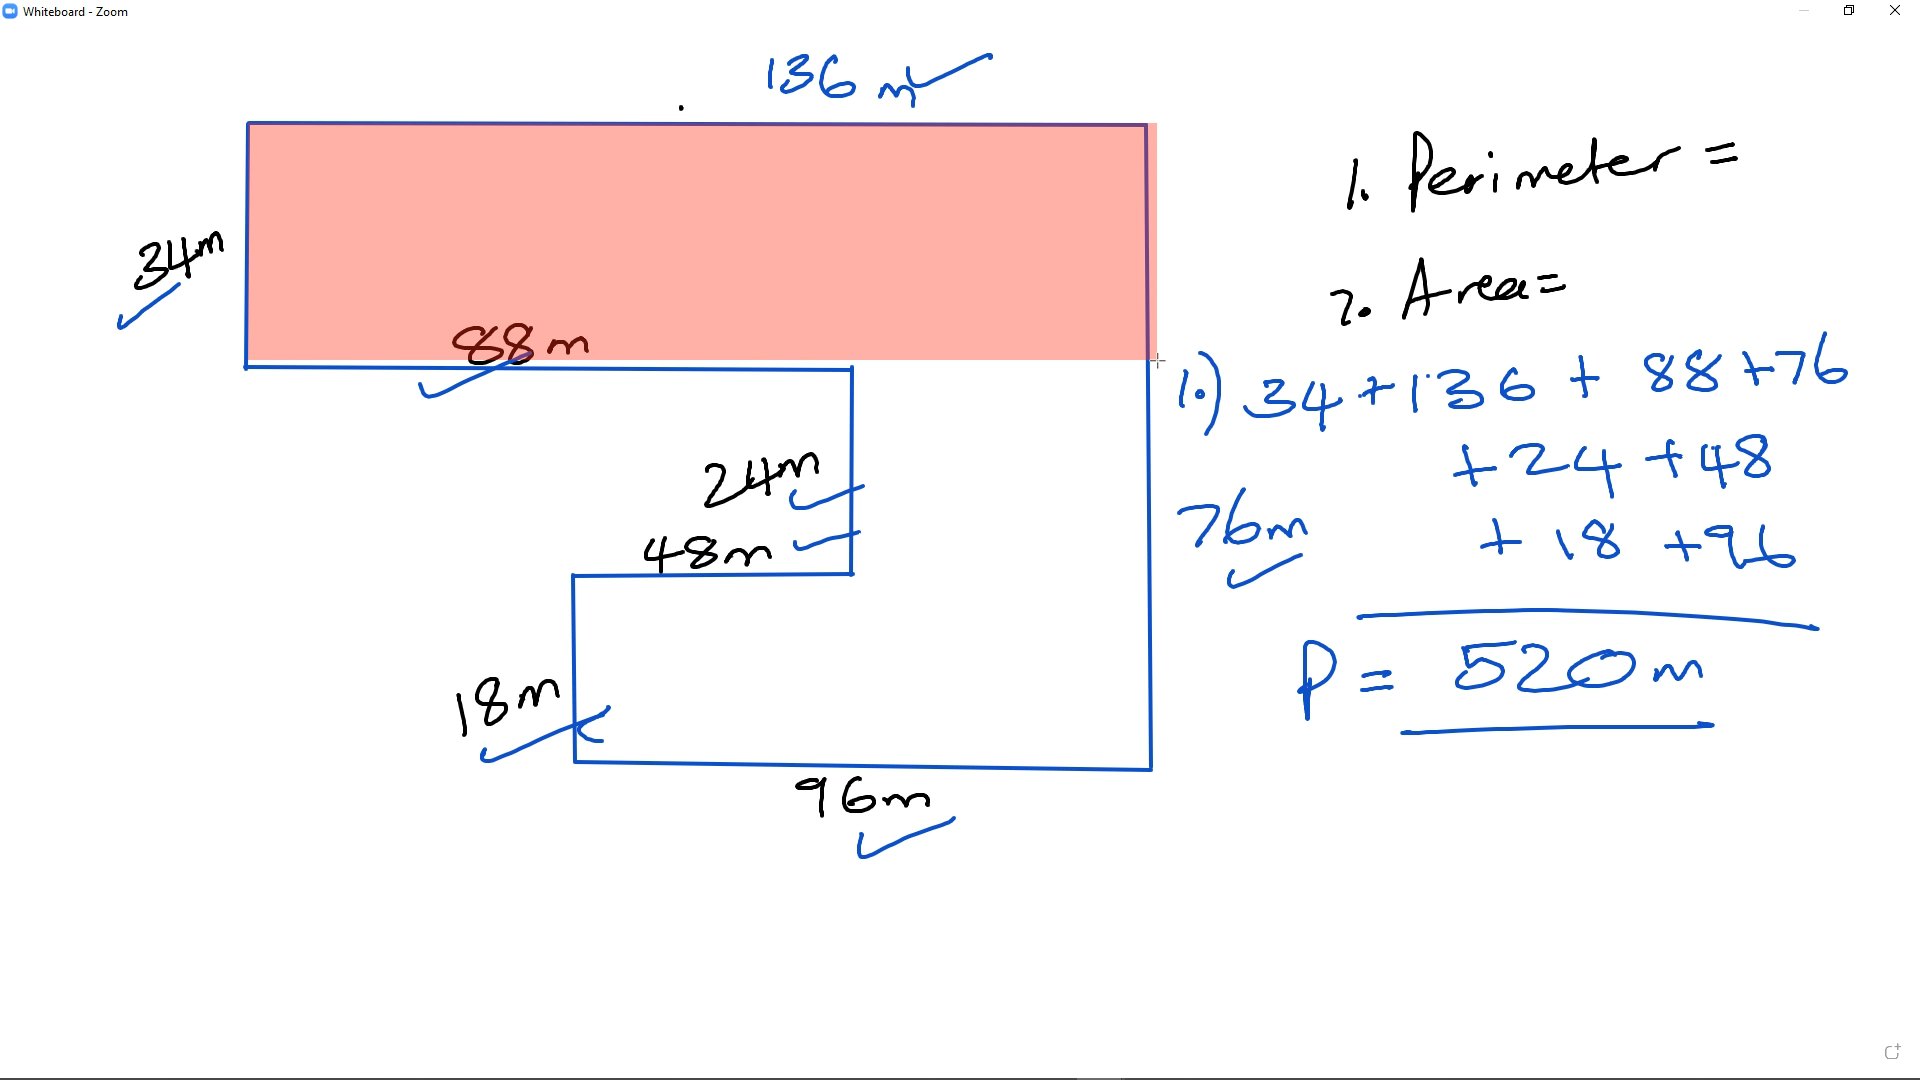 Whiteboard - Zoom
136 m
34m
88 m
24m
48m
18m
76m
96m
1. Perimeter =
2. Area=
1.) 34+136 + 88+76
+24 +48
+ 18 +96
P = 520m